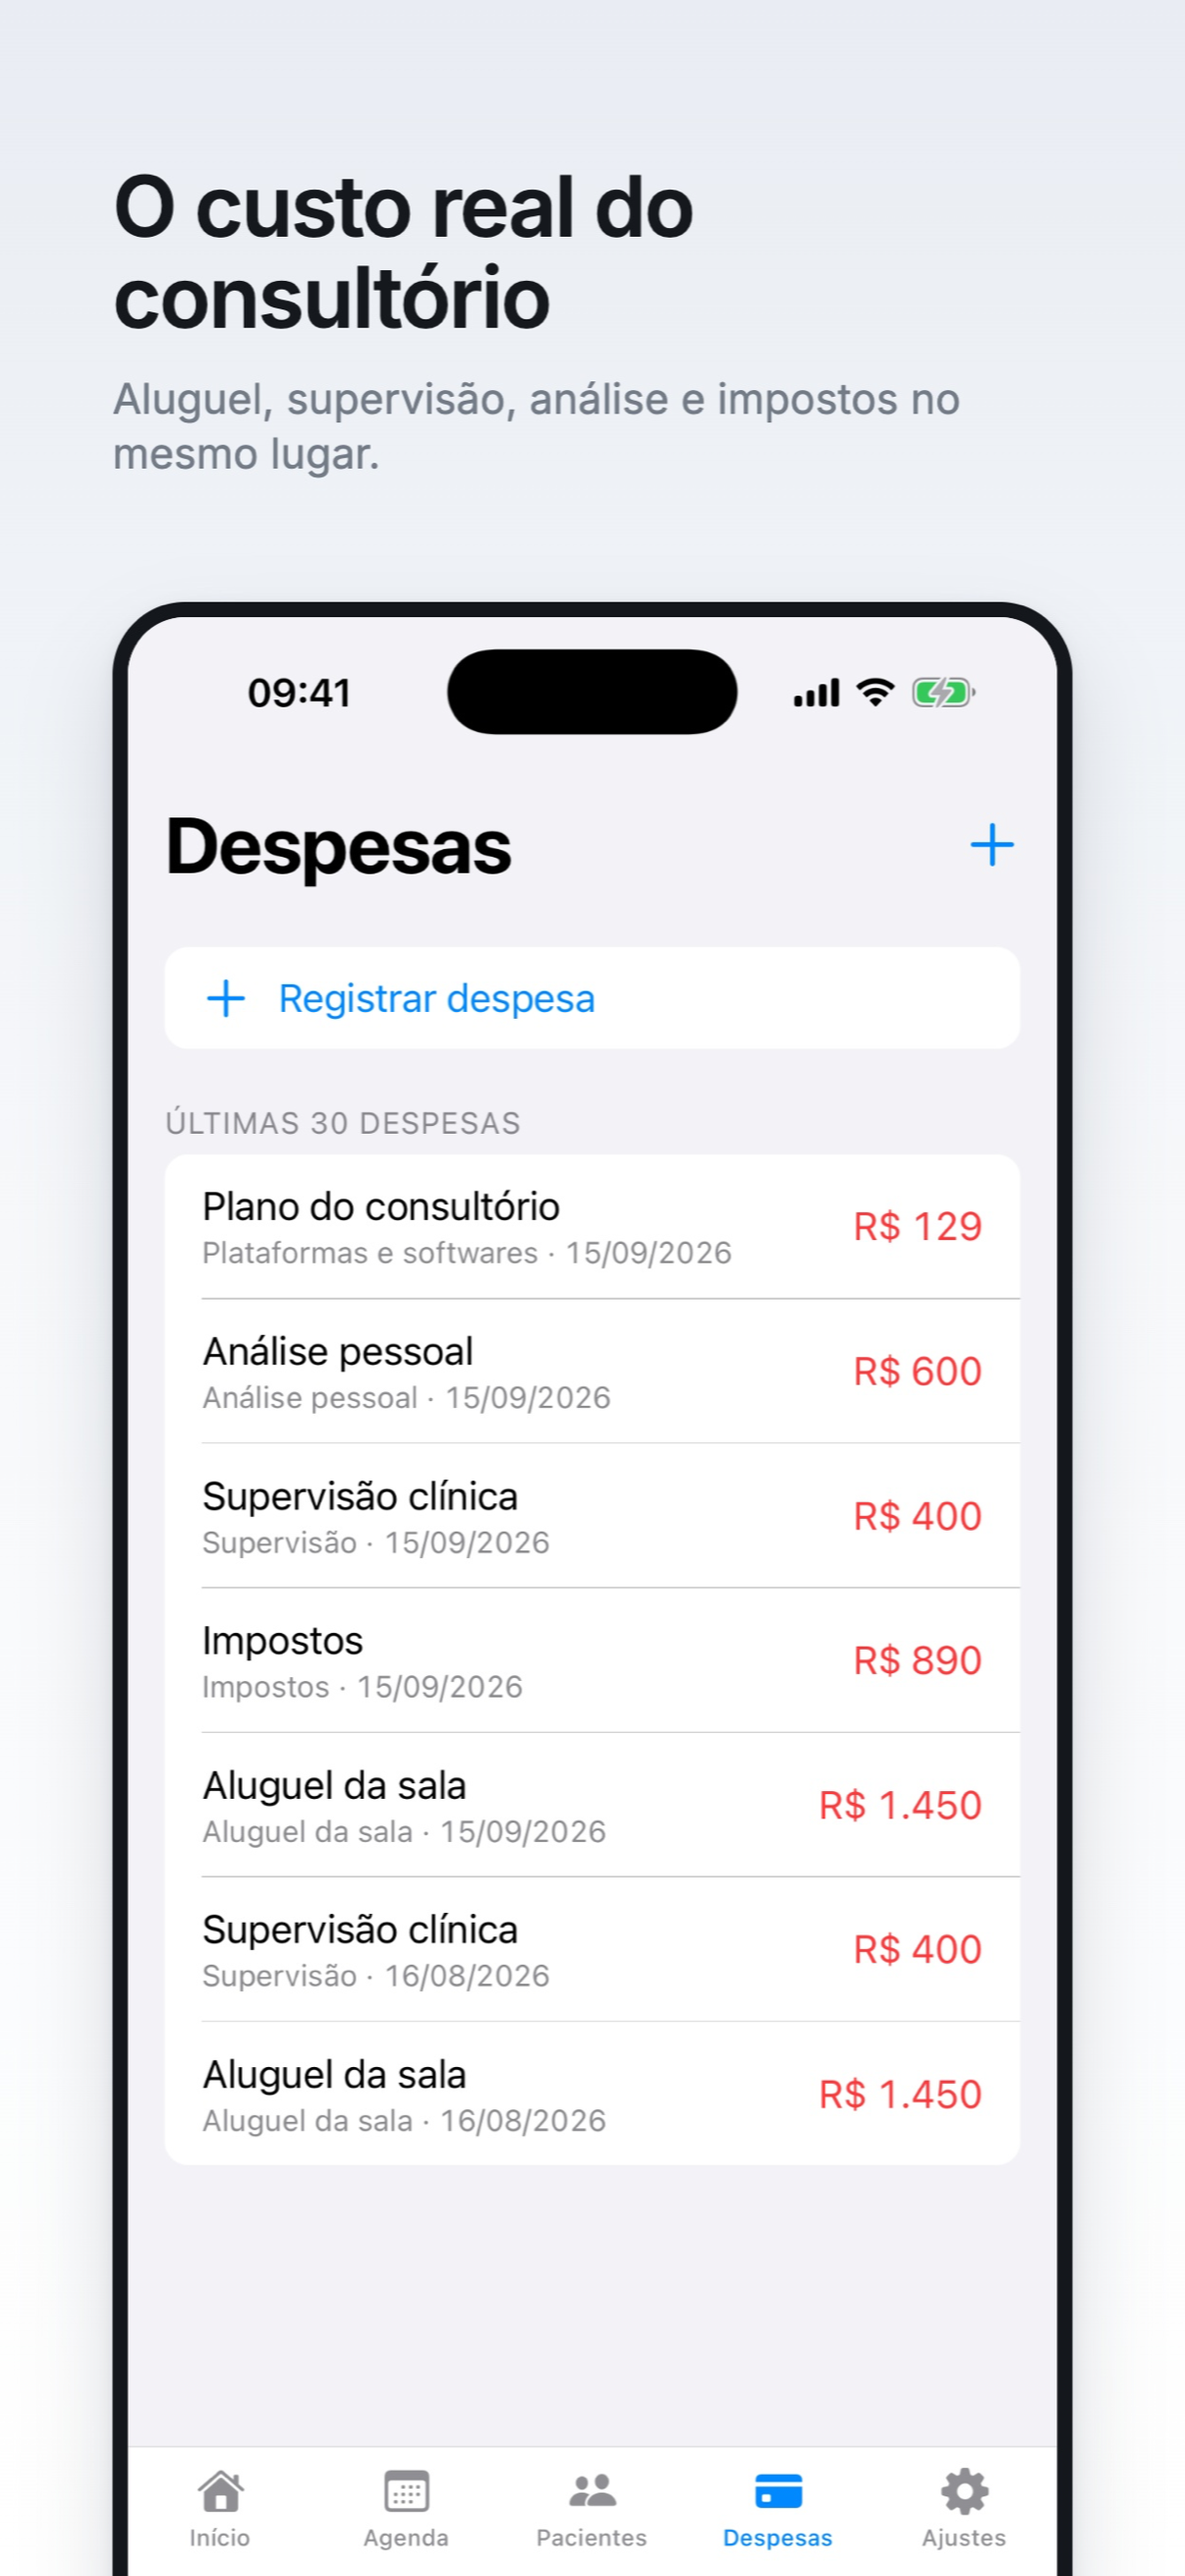 O custo real do
consultório
Aluguel, supervisão, análise e impostos no
mesmo lugar.
09:41
Despesas
+
+ Registrar despesa
ÚLTIMAS 30 DESPESAS
Plano do consultório
R$ 129
Plataformas e softwares · 15/09/2026
Análise pessoal
R$ 600
Análise pessoal · 15/09/2026
Supervisão clínica
R$ 400
Supervisão · 15/09/2026
Impostos
R$ 890
Impostos · 15/09/2026
Aluguel da sala
R$ 1.450
Aluguel da sala · 15/09/2026
Supervisão clínica
R$ 400
Supervisão · 16/08/2026
Aluguel da sala
R$ 1.450
Aluguel da sala · 16/08/2026
Início Agenda Pacientes Despesas Ajustes